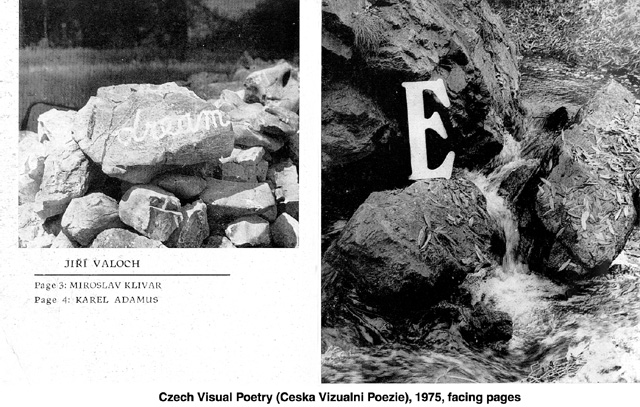 dream
JIŘÍ VALOCH
Page 3: MIROSLAV KLIVAR
Page 4: KAREL ADAMUS
E
Czech Visual Poetry (Ceska Vizualni Poezie), 1975, facing pages